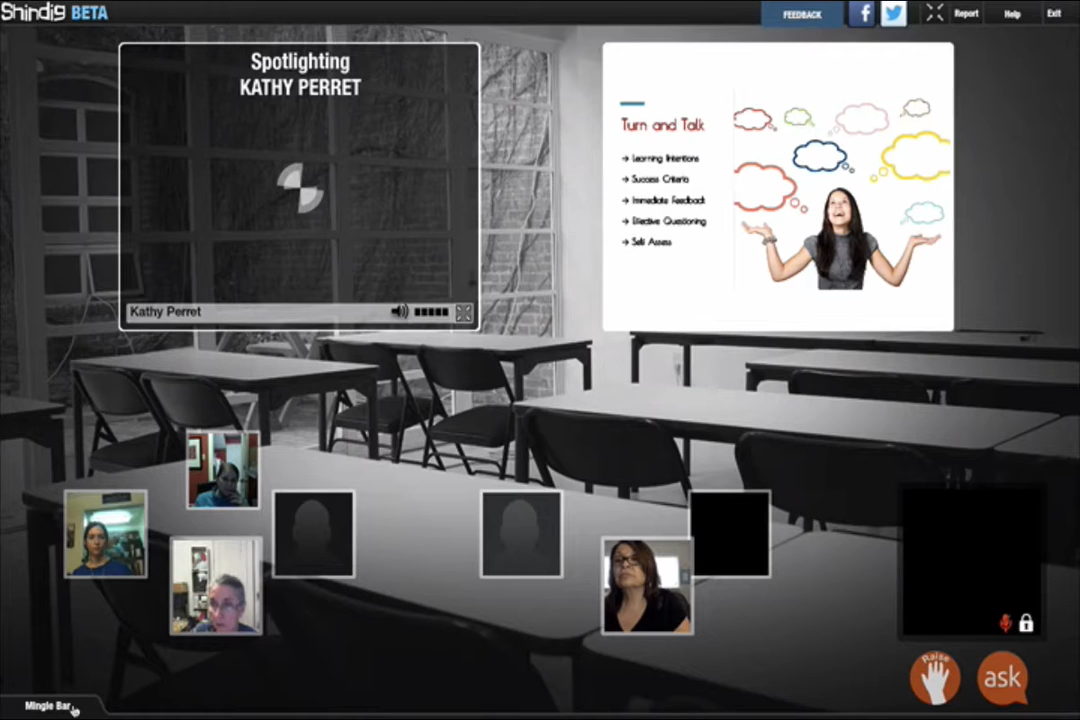 Shindig BETA
FEEDBACK
Report
Help
Exit
Spotlighting
KATHY PERRET
Kathy Perret
Turn and Talk
→ Learning Intentions
→ Success Criteria
→ Immediate Feedback
→ Effective Questioning
→ Self Assess
Raise
ask
Mingle Bar